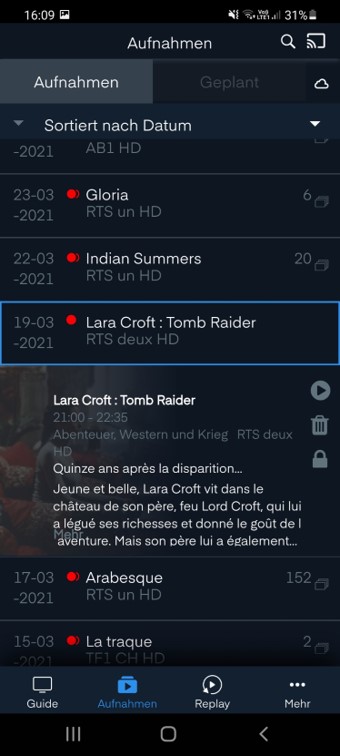 16:09 31%
Aufnahmen
Aufnahmen Geplant
Sortiert nach Datum
-2021 AB1 HD
23-03 Gloria 6
-2021 RTS un HD
22-03 Indian Summers 20
-2021 RTS un HD
19-03 Lara Croft : Tomb Raider
-2021 RTS deux HD
Lara Croft : Tomb Raider
21:00 - 22:35
Abenteuer, Western und Krieg RTS deux
HD
Quinze ans après la disparition...
Jeune et belle, Lara Croft vit dans le
château de son père, feu Lord Croft, qui lui
a légué ses richesses et donné le goût de l
Mehr
aventure. Mais son père lui a également...
17-03 Arabesque 152
-2021 RTS un HD
15-03 La traque 2
-2021 TF1 CH HD
Guide Aufnahmen Replay Mehr